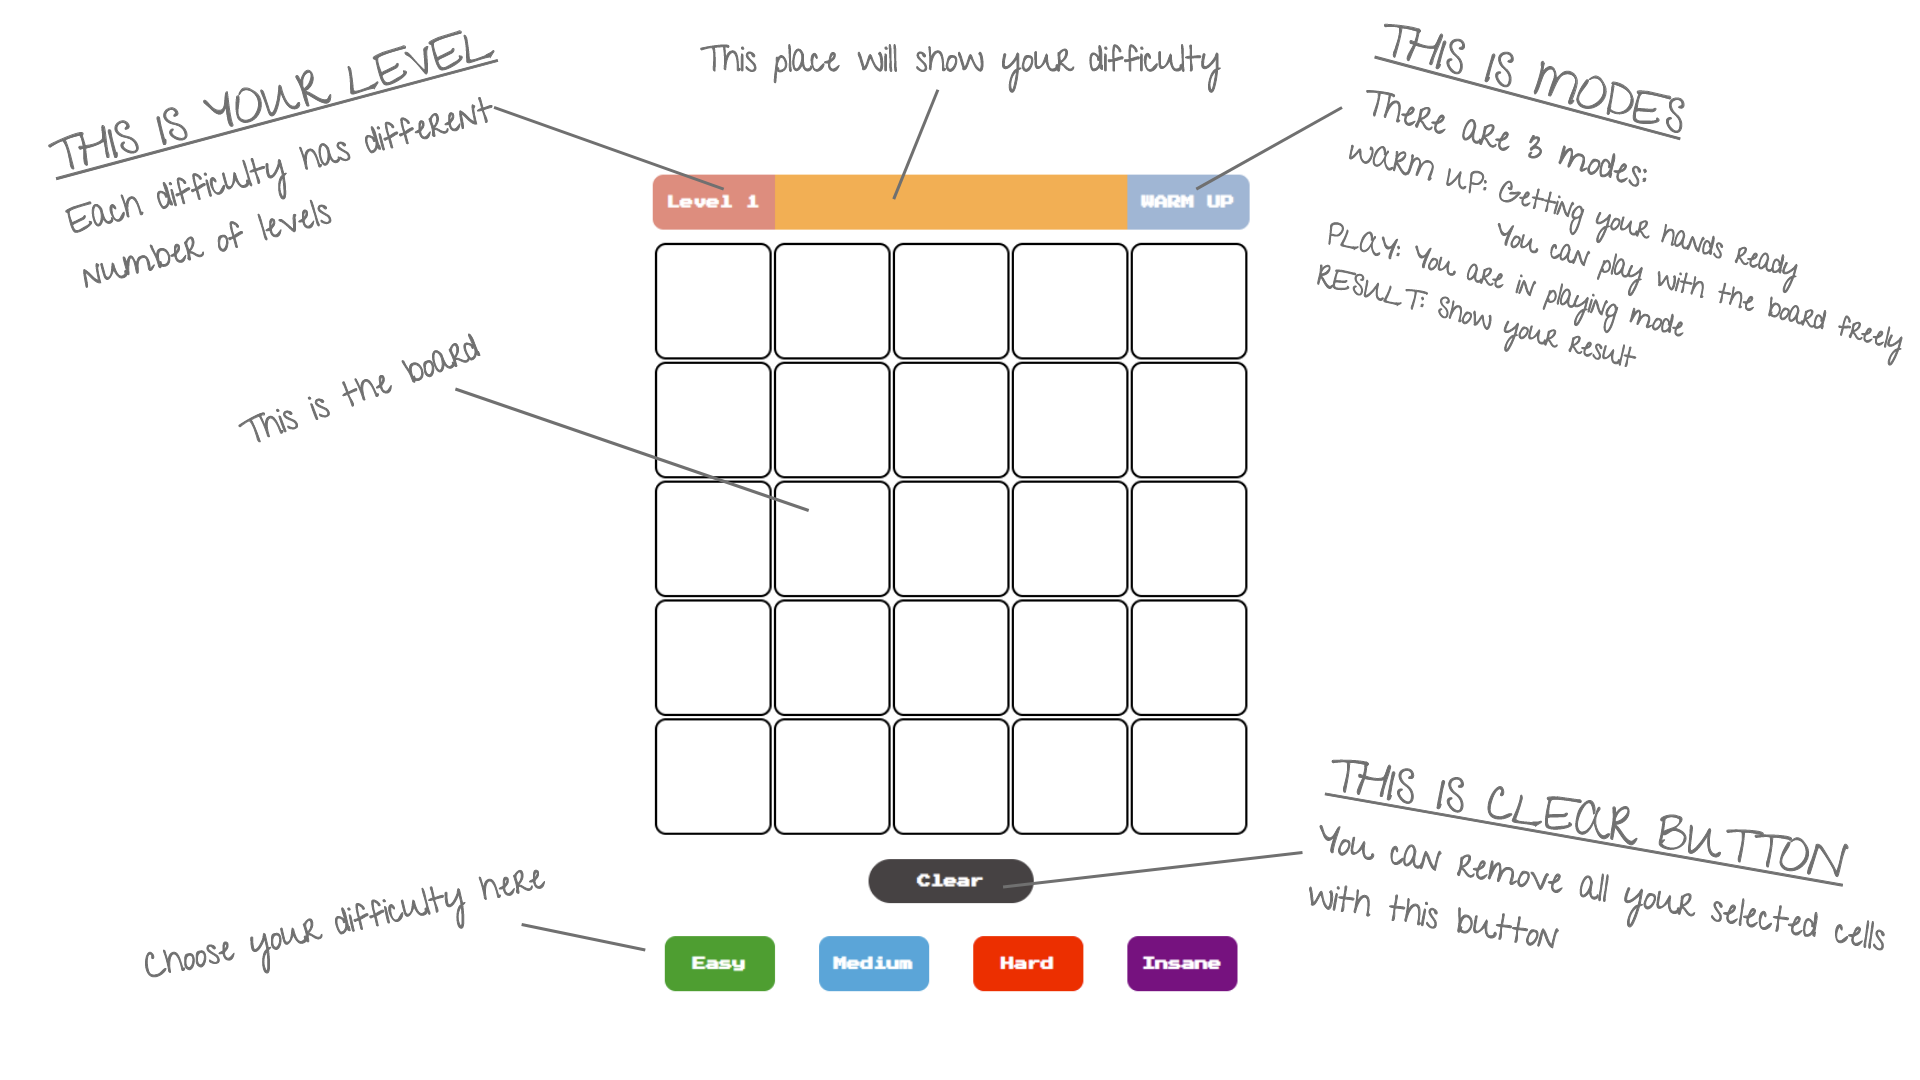 THIS IS YOUR LEVEL
Each difficulty has different
number of levels
This place will show your difficulty
THIS IS MODES
There are 3 modes:
WARM UP: Getting your hands ready
You can play with the board freely
PLAY: You are in playing mode
RESULT: Show your result
Level 1
WARM UP
This is the board
THIS IS CLEAR BUTTON
You can remove all your selected cells
with this button
Clear
Choose your difficulty here
Easy
Medium
Hard
Insane